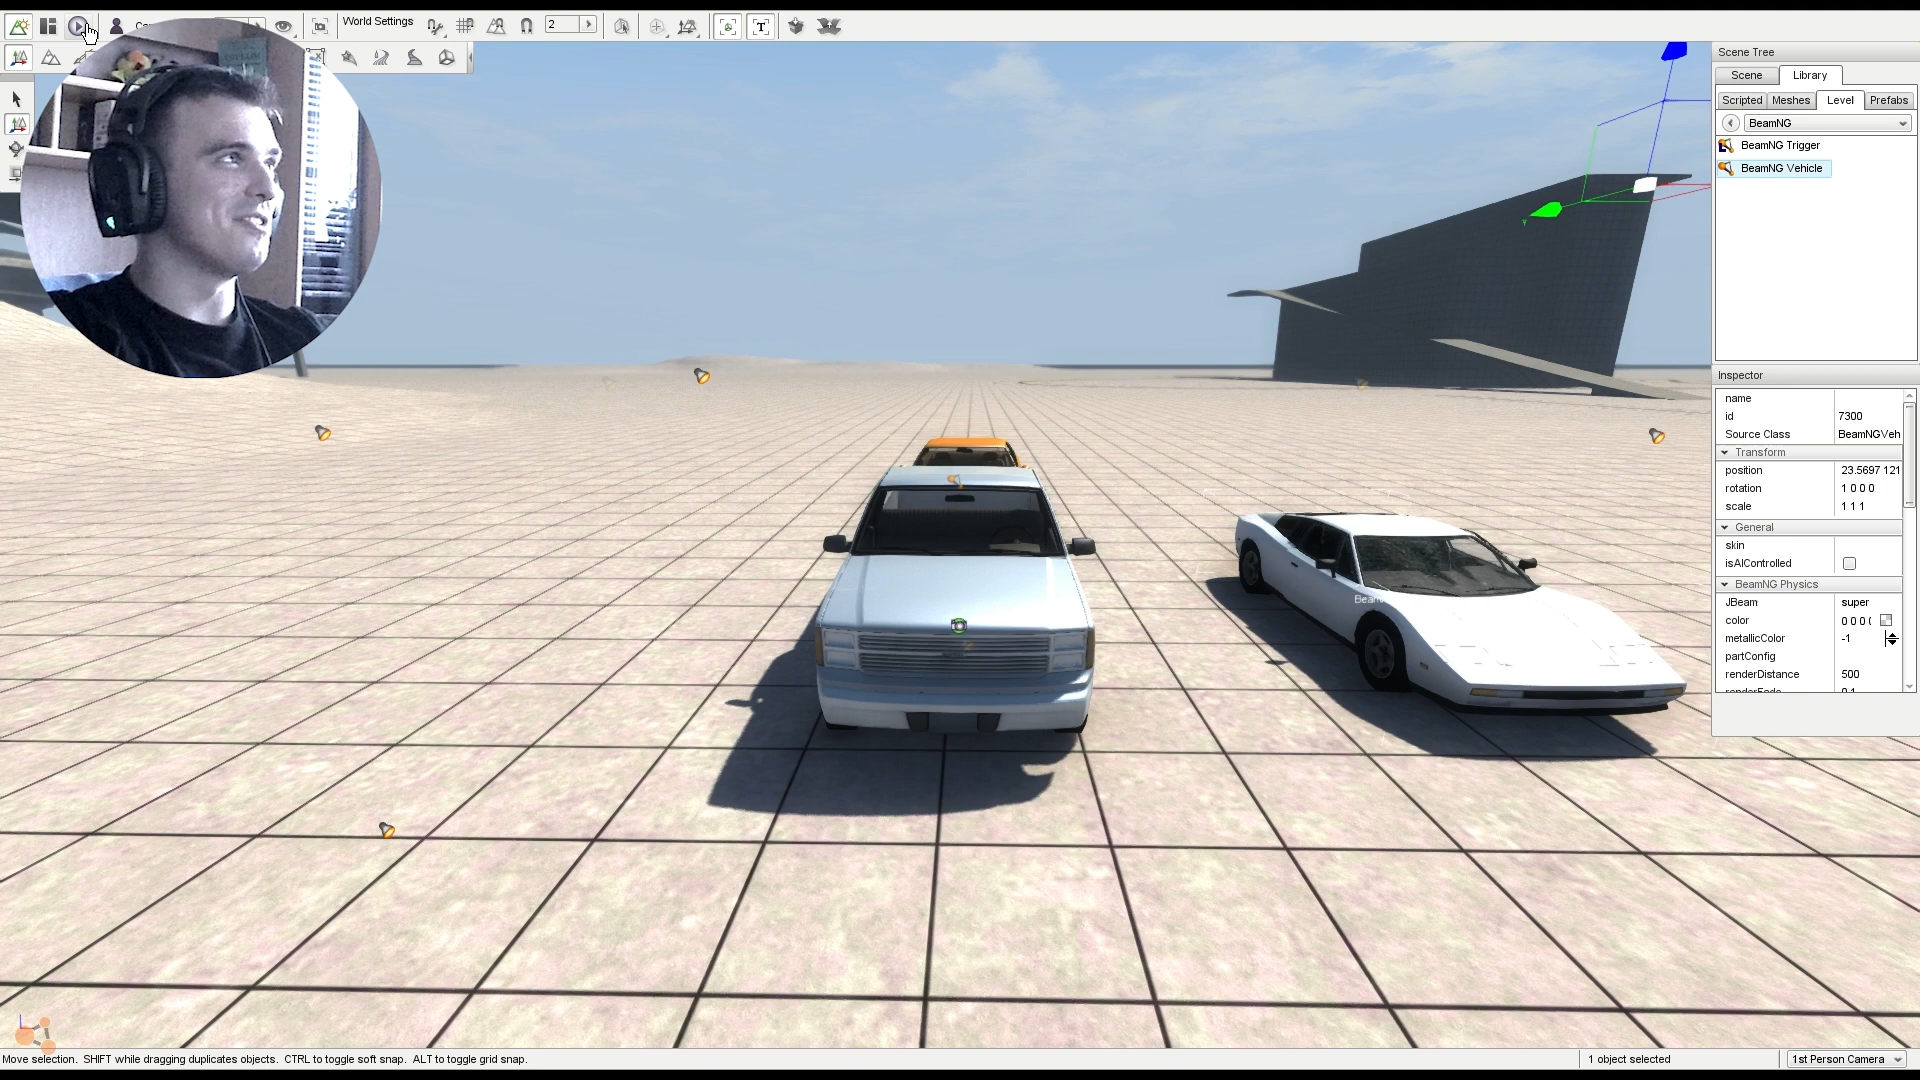 World Settings
2
Scene Tree
Scene
Library
Scripted
Meshes
Level
Prefabs
BeamNG
BeamNG Trigger
BeamNG Vehicle
Inspector
name
id 7300
Source Class BeamNGVeh
Transform
position 23.5697 121
rotation 1 0 0 0
scale 1 1 1
General
skin
isAIControlled
BeamNG Physics
JBeam super
color 0 0 0 (
metallicColor -1
partConfig
renderDistance 500
Move selection. SHIFT while dragging duplicates objects. CTRL to toggle soft snap. ALT to toggle grid snap.
1 object selected
1st Person Camera